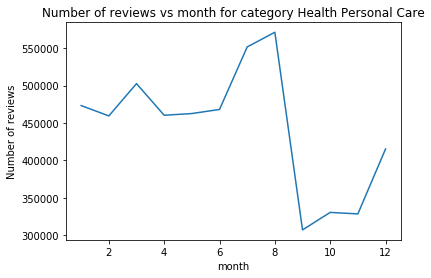 Number of reviews vs month for category Health Personal Care
550000
500000
450000
400000
350000
300000
Number of reviews
2 4 6 8 10 12
month